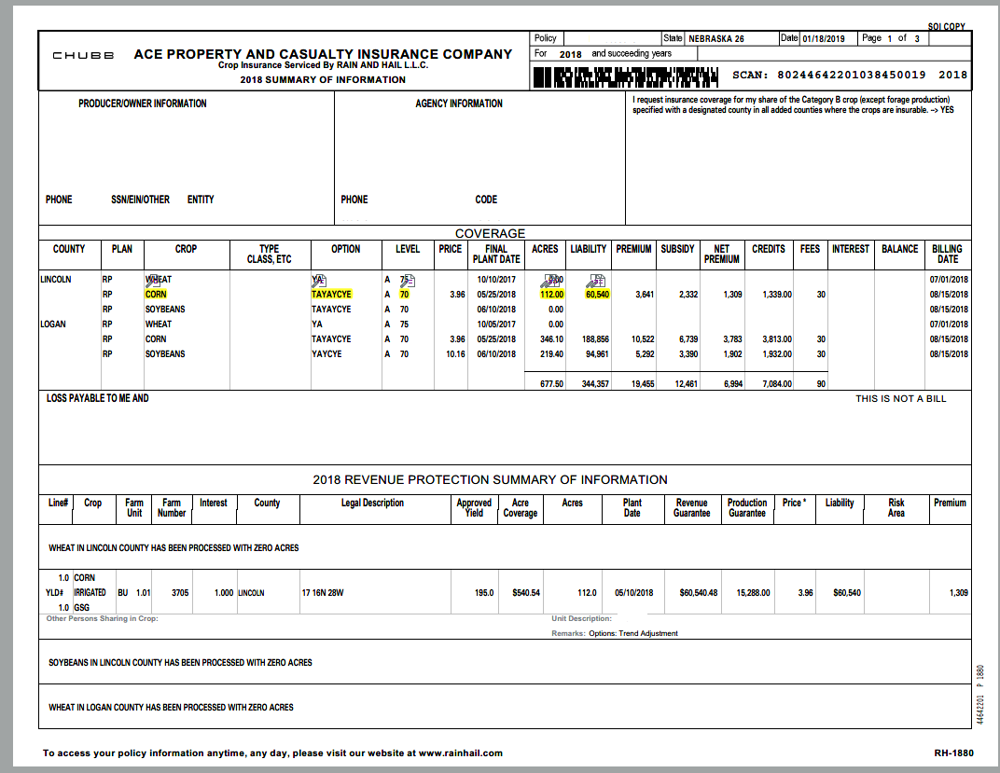 SOI COPY
CHUBB
ACE PROPERTY AND CASUALTY INSURANCE COMPANY
Crop Insurance Serviced By RAIN AND HAIL L.L.C.
2018 SUMMARY OF INFORMATION
Policy State NEBRASKA 26 Date 01/18/2019 Page 1 of 3
For 2018 and succeeding years
SCAN: 80244642201038450019 2018
PRODUCER/OWNER INFORMATION
PHONE SSN/EIN/OTHER ENTITY
AGENCY INFORMATION
PHONE CODE
I request insurance coverage for my share of the Category B crop (except forage production)
specified with a designated county in all added counties where the crops are insurable. --> YES
COVERAGE
COUNTY PLAN CROP TYPE CLASS, ETC OPTION LEVEL PRICE FINAL PLANT DATE ACRES LIABILITY PREMIUM SUBSIDY NET PREMIUM CREDITS FEES INTEREST BALANCE BILLING DATE
LINCOLN RP WHEAT YA A 75 10/10/2017 0.00 07/01/2018
RP CORN TAYAYCYE A 70 3.96 05/25/2018 112.00 60,540 3,641 2,332 1,309 1,339.00 30 08/15/2018
RP SOYBEANS TAYAYCYE A 70 06/10/2018 0.00 08/15/2018
LOGAN RP WHEAT YA A 75 10/05/2017 0.00 07/01/2018
RP CORN TAYAYCYE A 70 3.96 05/25/2018 346.10 188,856 10,522 6,739 3,783 3,813.00 30 08/15/2018
RP SOYBEANS YAYCYE A 70 10.16 06/10/2018 219.40 94,961 5,292 3,390 1,902 1,932.00 30 08/15/2018
677.50 344,357 19,455 12,461 6,994 7,084.00 90
LOSS PAYABLE TO ME AND THIS IS NOT A BILL
2018 REVENUE PROTECTION SUMMARY OF INFORMATION
Line# Crop Farm Unit Farm Number Interest County Legal Description Approved Yield Acre Coverage Acres Plant Date Revenue Guarantee Production Guarantee Price * Liability Risk Area Premium
WHEAT IN LINCOLN COUNTY HAS BEEN PROCESSED WITH ZERO ACRES
1.0 CORN
YLD# IRRIGATED BU 1.01 3705 1.000 LINCOLN 17 16N 28W 195.0 $540.54 112.0 05/10/2018 $60,540.48 15,288.00 3.96 $60,540 1,309
1.0 GSG
Other Persons Sharing in Crop: Unit Description:
Remarks: Options: Trend Adjustment
SOYBEANS IN LINCOLN COUNTY HAS BEEN PROCESSED WITH ZERO ACRES
WHEAT IN LOGAN COUNTY HAS BEEN PROCESSED WITH ZERO ACRES
44642201 P 1880
To access your policy information anytime, any day, please visit our website at www.rainhail.com RH-1880